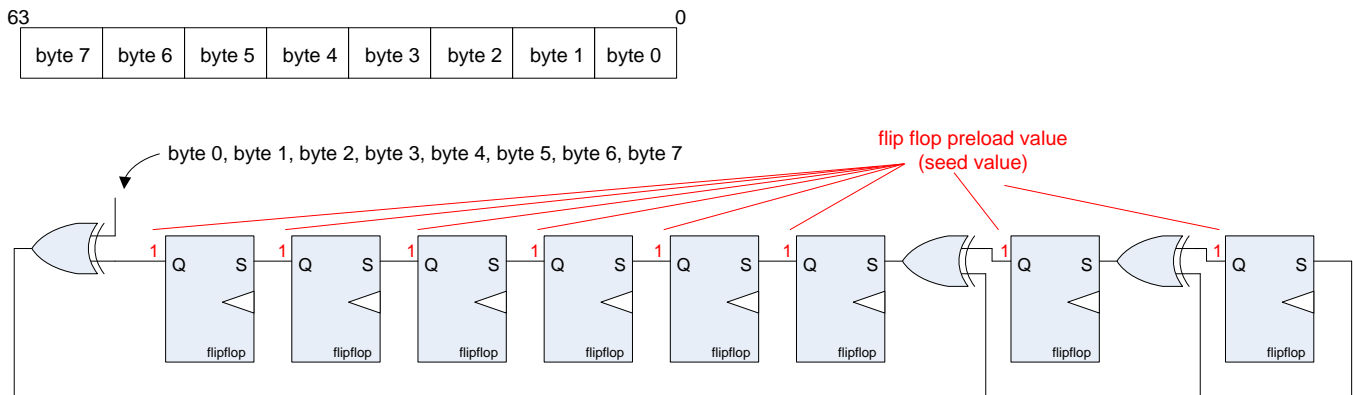 63 0
byte 7 byte 6 byte 5 byte 4 byte 3 byte 2 byte 1 byte 0
flip flop preload value
(seed value)
byte 0, byte 1, byte 2, byte 3, byte 4, byte 5, byte 6, byte 7
1 1 1 1 1 1 1 1
Q S Q S Q S Q S Q S Q S Q S Q S
flipflop flipflop flipflop flipflop flipflop flipflop flipflop flipflop